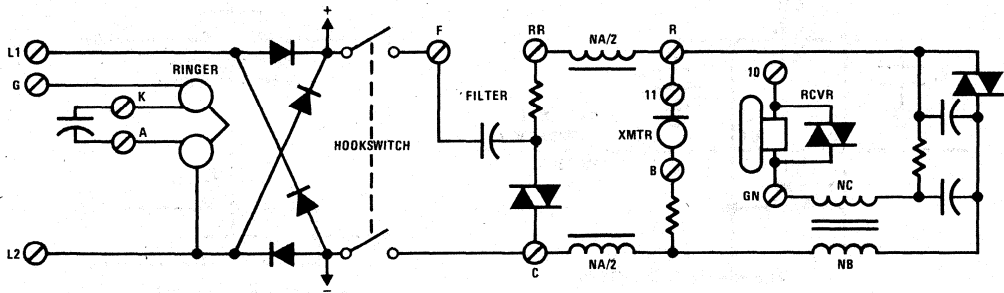 +
L1
G
RINGER
K
A
L2
HOOKSWITCH
−
F
FILTER
RR
NA/2
R
11
XMTR
B
C
NA/2
10
RCVR
GN
NC
NB